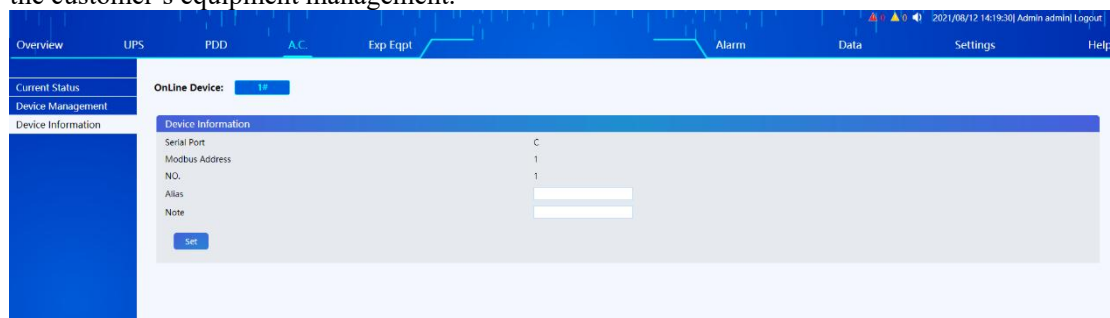 the customer's equipment management.
0 0 2021/08/12 14:19:30| Admin admin| Logout
Overview UPS PDD A.C. Exp Eqpt Alarm Data Settings Help
Current Status
Device Management
Device Information
OnLine Device: 1#
Device Information
Serial Port C
Modbus Address 1
NO. 1
Alias
Note
Set